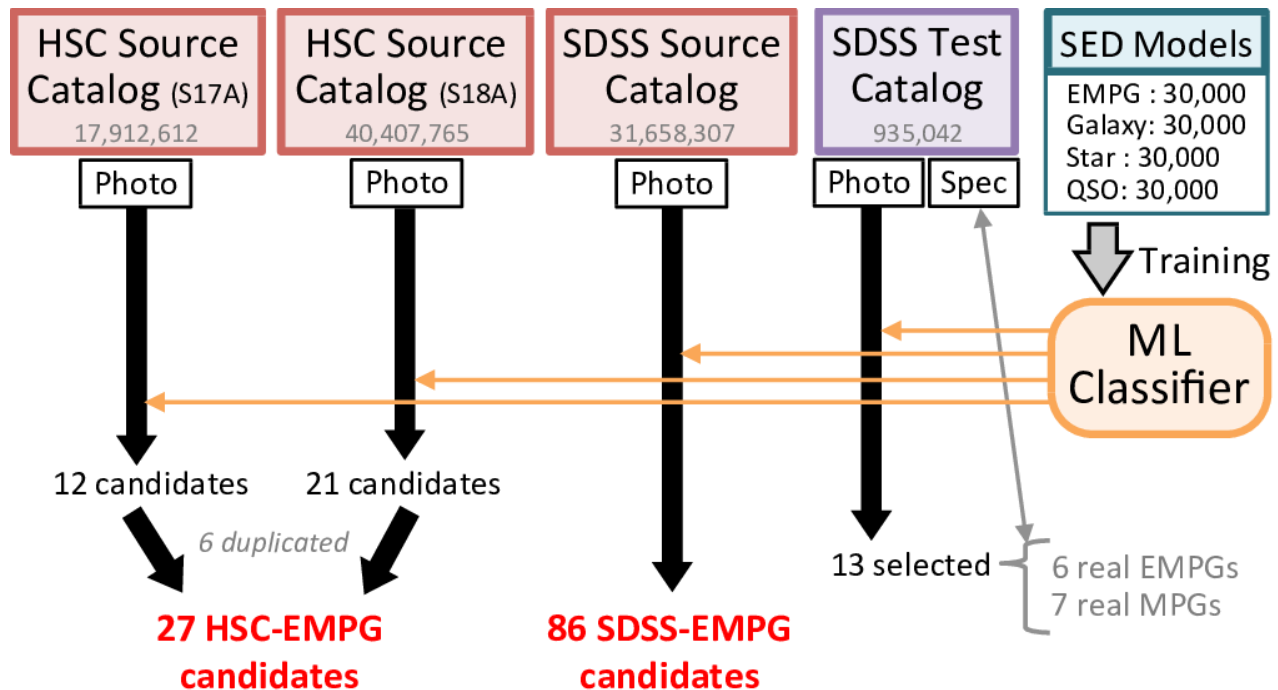 HSC Source
Catalog (S17A)
17,912,612
Photo
HSC Source
Catalog (S18A)
40,407,765
Photo
SDSS Source
Catalog
31,658,307
Photo
SDSS Test
Catalog
935,042
Photo
Spec
SED Models
EMPG : 30,000
Galaxy: 30,000
Star : 30,000
QSO: 30,000
Training
ML
Classifier
12 candidates
21 candidates
6 duplicated
27 HSC-EMPG
candidates
86 SDSS-EMPG
candidates
13 selected
6 real EMPGs
7 real MPGs